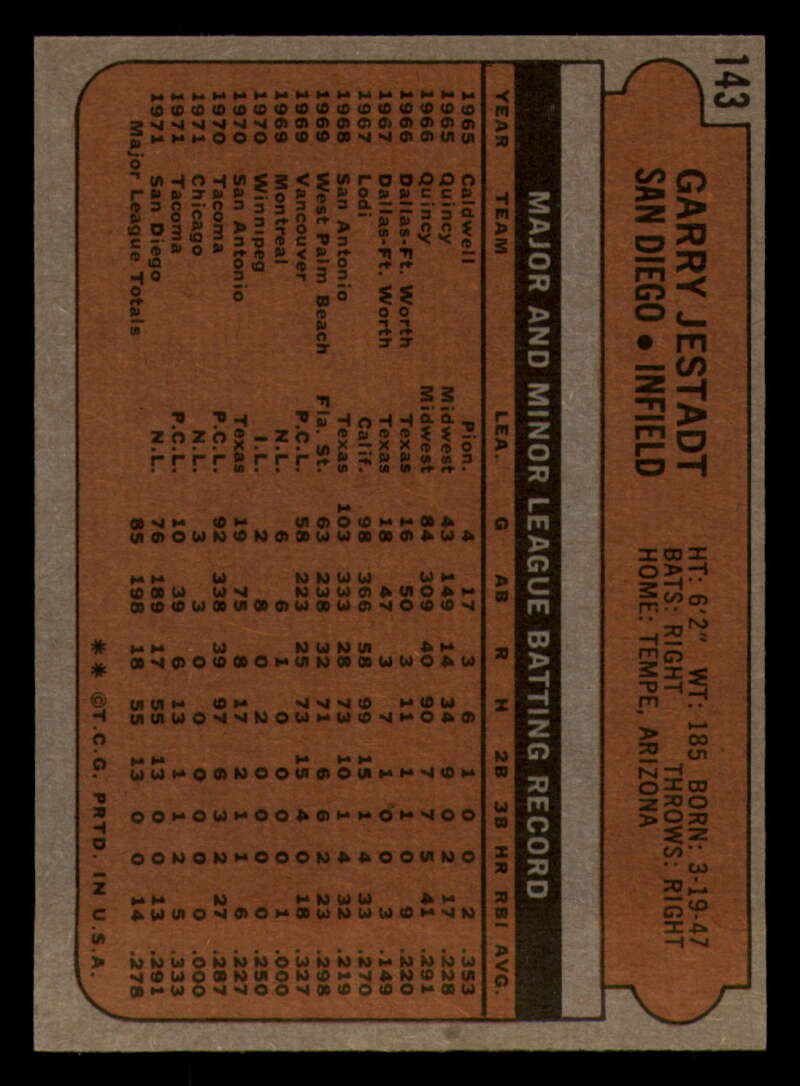 143
GARRY JESTADT
SAN DIEGO • INFIELD
HT: 6'2" WT: 185 BORN: 3-19-47
BATS: RIGHT THROWS: RIGHT
HOME: TEMPE, ARIZONA
MAJOR AND MINOR LEAGUE BATTING RECORD
YEAR TEAM LEA. G AB R H 2B 3B HR RBI AVG.
1965 Caldwell Pion. 4 17 3 6 1 0 0 2 .353
1965 Quincy Midwest 43 149 14 34 9 0 2 17 .228
1966 Quincy Midwest 84 309 40 90 7 7 5 41 .291
1966 Dallas-Ft. Worth Texas 16 50 3 11 1 1 0 9 .220
1967 Dallas-Ft. Worth Texas 18 47 3 7 1 0 0 3 .149
1967 Lodi Calif. 98 366 58 99 15 1 4 33 .270
1968 San Antonio Texas 103 333 28 73 10 1 4 32 .219
1969 West Palm Beach Fla. St. 63 238 32 71 6 6 2 23 .298
1969 Vancouver P.C.L. 58 223 25 73 15 4 0 18 .327
1969 Montreal N.L. 6 6 1 0 0 0 0 1 .000
1970 Winnipeg I.L. 2 8 0 2 0 0 0 0 .250
1970 San Antonio Texas 19 75 8 17 2 1 1 6 .227
1970 Tacoma P.C.L. 92 338 39 97 6 3 2 27 .287
1971 Chicago N.L. 3 3 0 0 0 0 0 0 .000
1971 Tacoma P.C.L. 10 39 6 13 1 1 2 5 .333
1971 San Diego N.L. 76 189 17 55 13 0 0 13 .291
Major League Totals 85 198 18 55 13 0 0 14 .278
** ©T.C.G. PRTD. IN U.S.A.